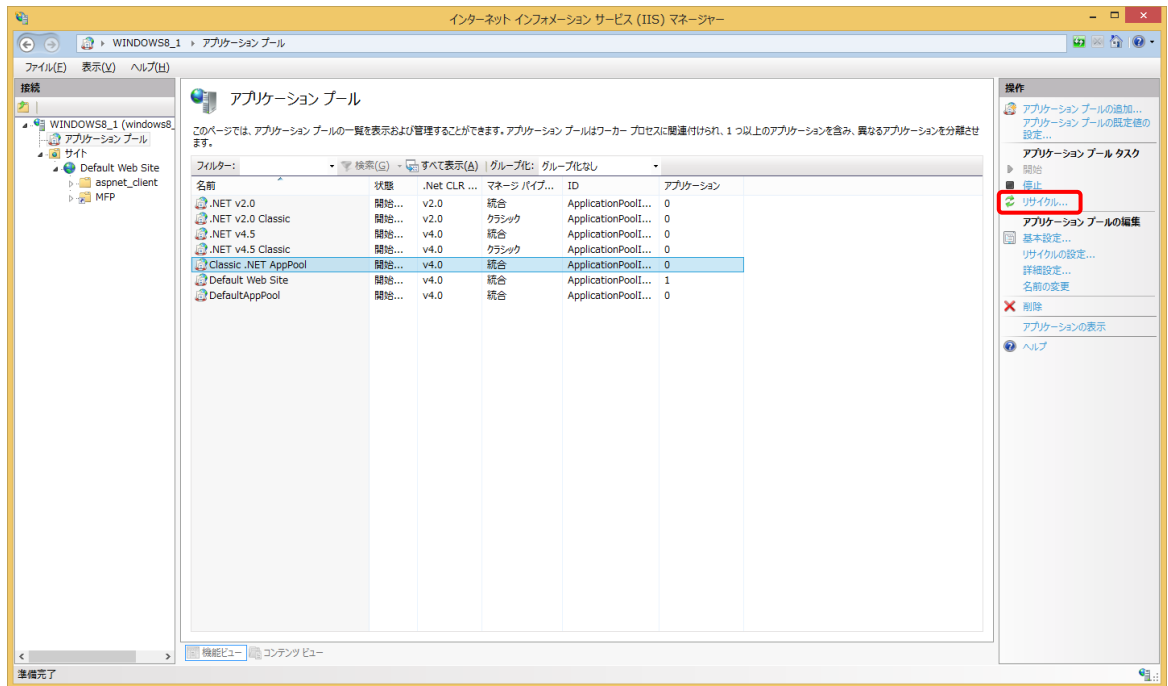 インターネット インフォメーション サービス (IIS) マネージャー
WINDOWS8_1 アプリケーション プール
ファイル(F) 表示(V) ヘルプ(H)
接続
WINDOWS8_1 (windows8_
アプリケーション プール
サイト
Default Web Site
aspnet_client
MFP
アプリケーション プール
このページでは、アプリケーション プールの一覧を表示および管理することができます。アプリケーション プールはワーカー プロセスに関連付けられ、1 つ以上のアプリケーションを含み、異なるアプリケーションを分離させ
ます。
フィルター: 検索(G) すべて表示(A) グループ化: グループ化なし
名前 状態 .Net CLR ... マネージ パイプ... ID アプリケーション
.NET v2.0 開始... v2.0 統合 ApplicationPoolI... 0
.NET v2.0 Classic 開始... v2.0 クラシック ApplicationPoolI... 0
.NET v4.5 開始... v4.0 統合 ApplicationPoolI... 0
.NET v4.5 Classic 開始... v4.0 クラシック ApplicationPoolI... 0
Classic .NET AppPool 開始... v4.0 統合 ApplicationPoolI... 0
Default Web Site 開始... v4.0 統合 ApplicationPoolI... 1
DefaultAppPool 開始... v4.0 統合 ApplicationPoolI... 0
機能ビュー コンテンツ ビュー
操作
アプリケーション プールの追加...
アプリケーション プールの既定値の
設定...
アプリケーション プール タスク
開始
停止
リサイクル...
アプリケーション プールの編集
基本設定...
リサイクルの設定...
詳細設定...
名前の変更
削除
アプリケーションの表示
ヘルプ
準備完了